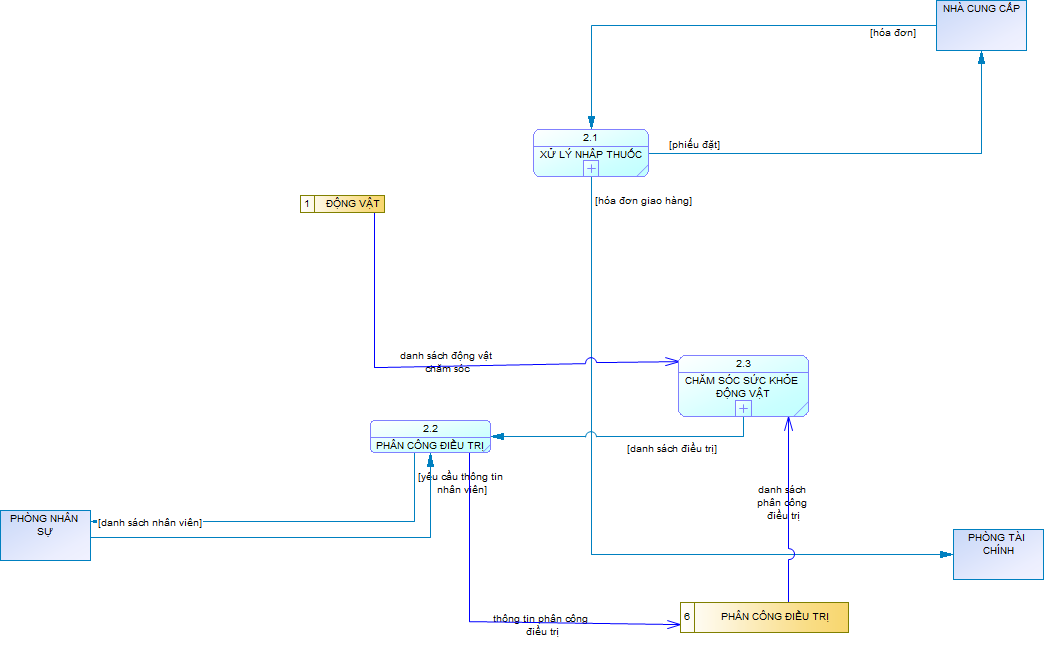 NHÀ CUNG CẤP
[hóa đơn]
2.1
XỬ LÝ NHẬP THUỐC
[phiếu đặt]
[hóa đơn giao hàng]
1 ĐỘNG VẬT
danh sách động vật
chăm sóc
2.3
CHĂM SÓC SỨC KHỎE
ĐỘNG VẬT
2.2
PHÂN CÔNG ĐIỀU TRỊ
[danh sách điều trị]
[yêu cầu thông tin
nhân viên]
danh sách
phân công
điều trị
PHÒNG NHÂN
SỰ
[danh sách nhân viên]
PHÒNG TÀI
CHÍNH
6 PHÂN CÔNG ĐIỀU TRỊ
thông tin phân công
điều trị